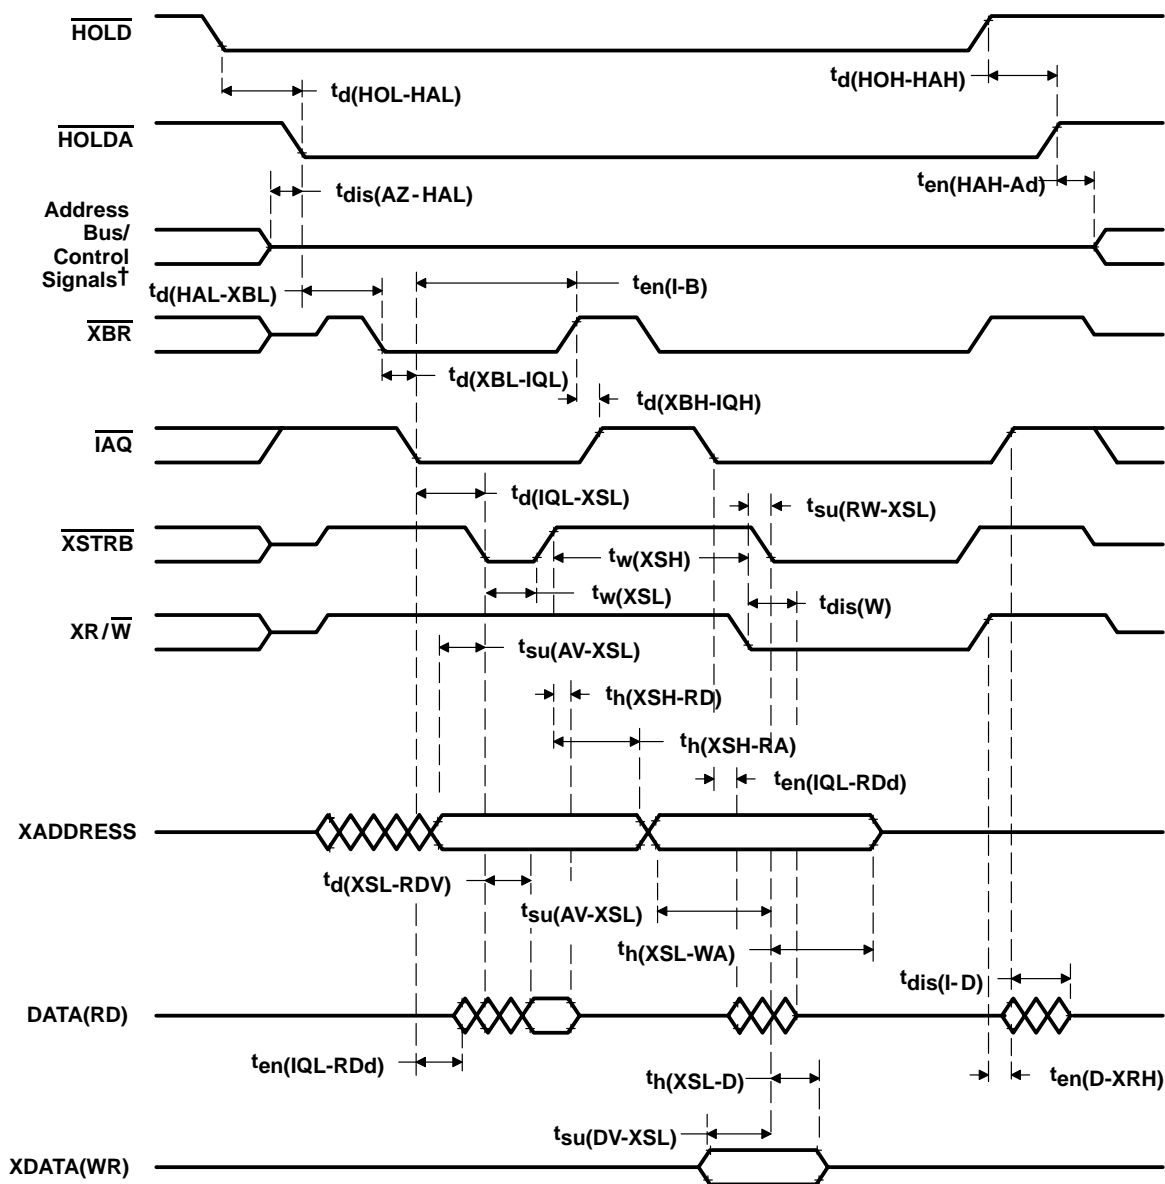 HOLD
td(HOL-HAL)
td(HOH-HAH)
HOLDA
tdis(AZ-HAL)
ten(HAH-Ad)
Address
Bus/
Control
Signals†
td(HAL-XBL)
ten(I-B)
XBR
td(XBL-IQL)
td(XBH-IQH)
IAQ
td(IQL-XSL)
tsu(RW-XSL)
XSTRB
tw(XSH)
tw(XSL)
tdis(W)
XR/W
tsu(AV-XSL)
th(XSH-RD)
th(XSH-RA)
ten(IQL-RDd)
XADDRESS
td(XSL-RDV)
tsu(AV-XSL)
th(XSL-WA)
tdis(I-D)
DATA(RD)
ten(IQL-RDd)
th(XSL-D)
ten(D-XRH)
tsu(DV-XSL)
XDATA(WR)